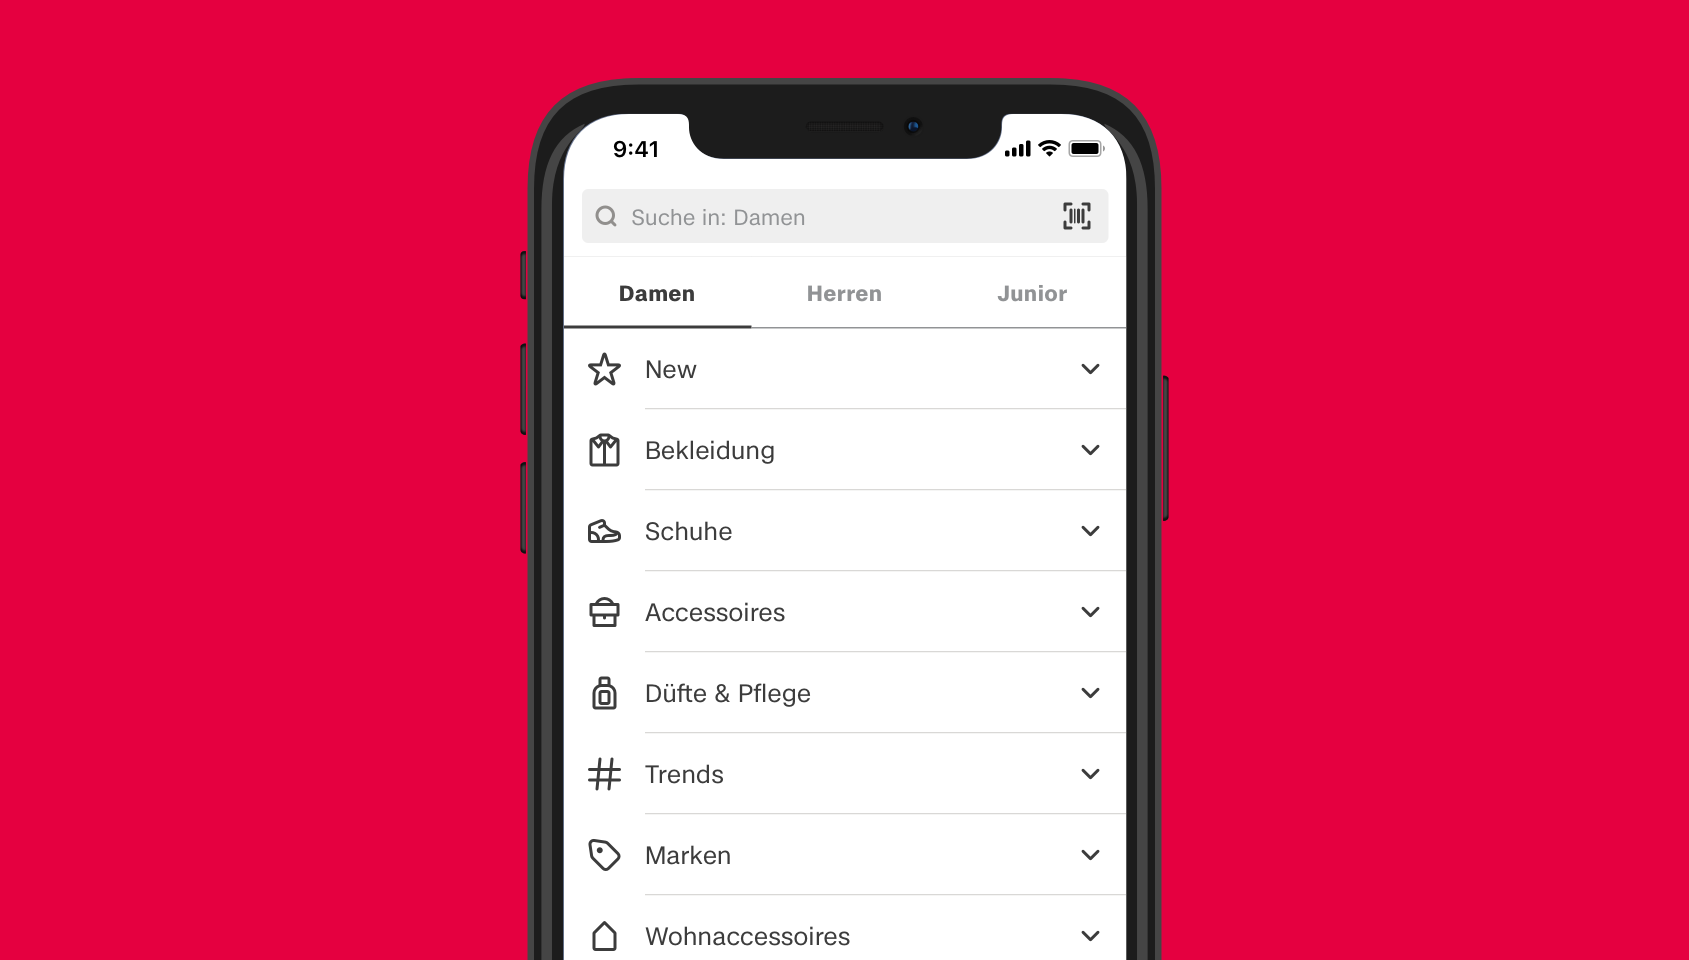 9:41
Suche in: Damen
Damen Herren Junior
New
Bekleidung
Schuhe
Accessoires
Düfte & Pflege
Trends
Marken
Wohnaccessoires